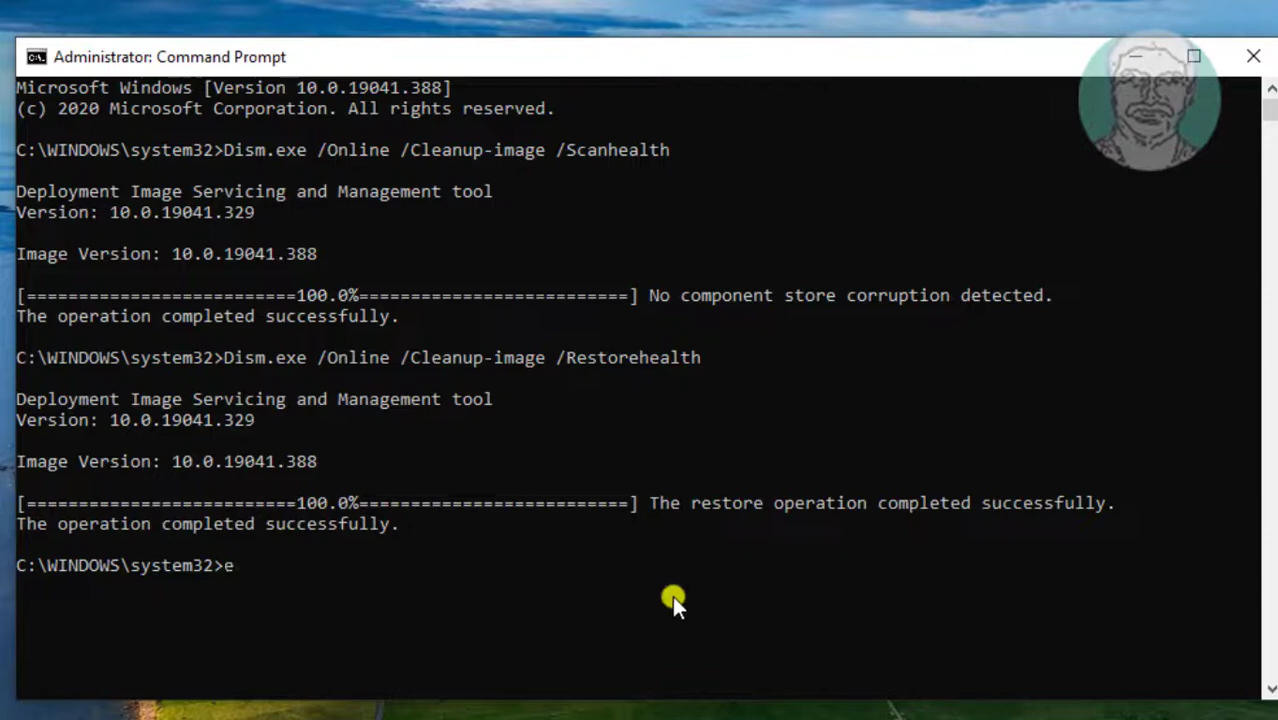 Administrator: Command Prompt
Microsoft Windows [Version 10.0.19041.388]
(c) 2020 Microsoft Corporation. All rights reserved.
C:\WINDOWS\system32>Dism.exe /Online /Cleanup-image /Scanhealth
Deployment Image Servicing and Management tool
Version: 10.0.19041.329
Image Version: 10.0.19041.388
[==========================100.0%==========================] No component store corruption detected.
The operation completed successfully.
C:\WINDOWS\system32>Dism.exe /Online /Cleanup-image /Restorehealth
Deployment Image Servicing and Management tool
Version: 10.0.19041.329
Image Version: 10.0.19041.388
[==========================100.0%==========================] The restore operation completed successfully.
The operation completed successfully.
C:\WINDOWS\system32>e